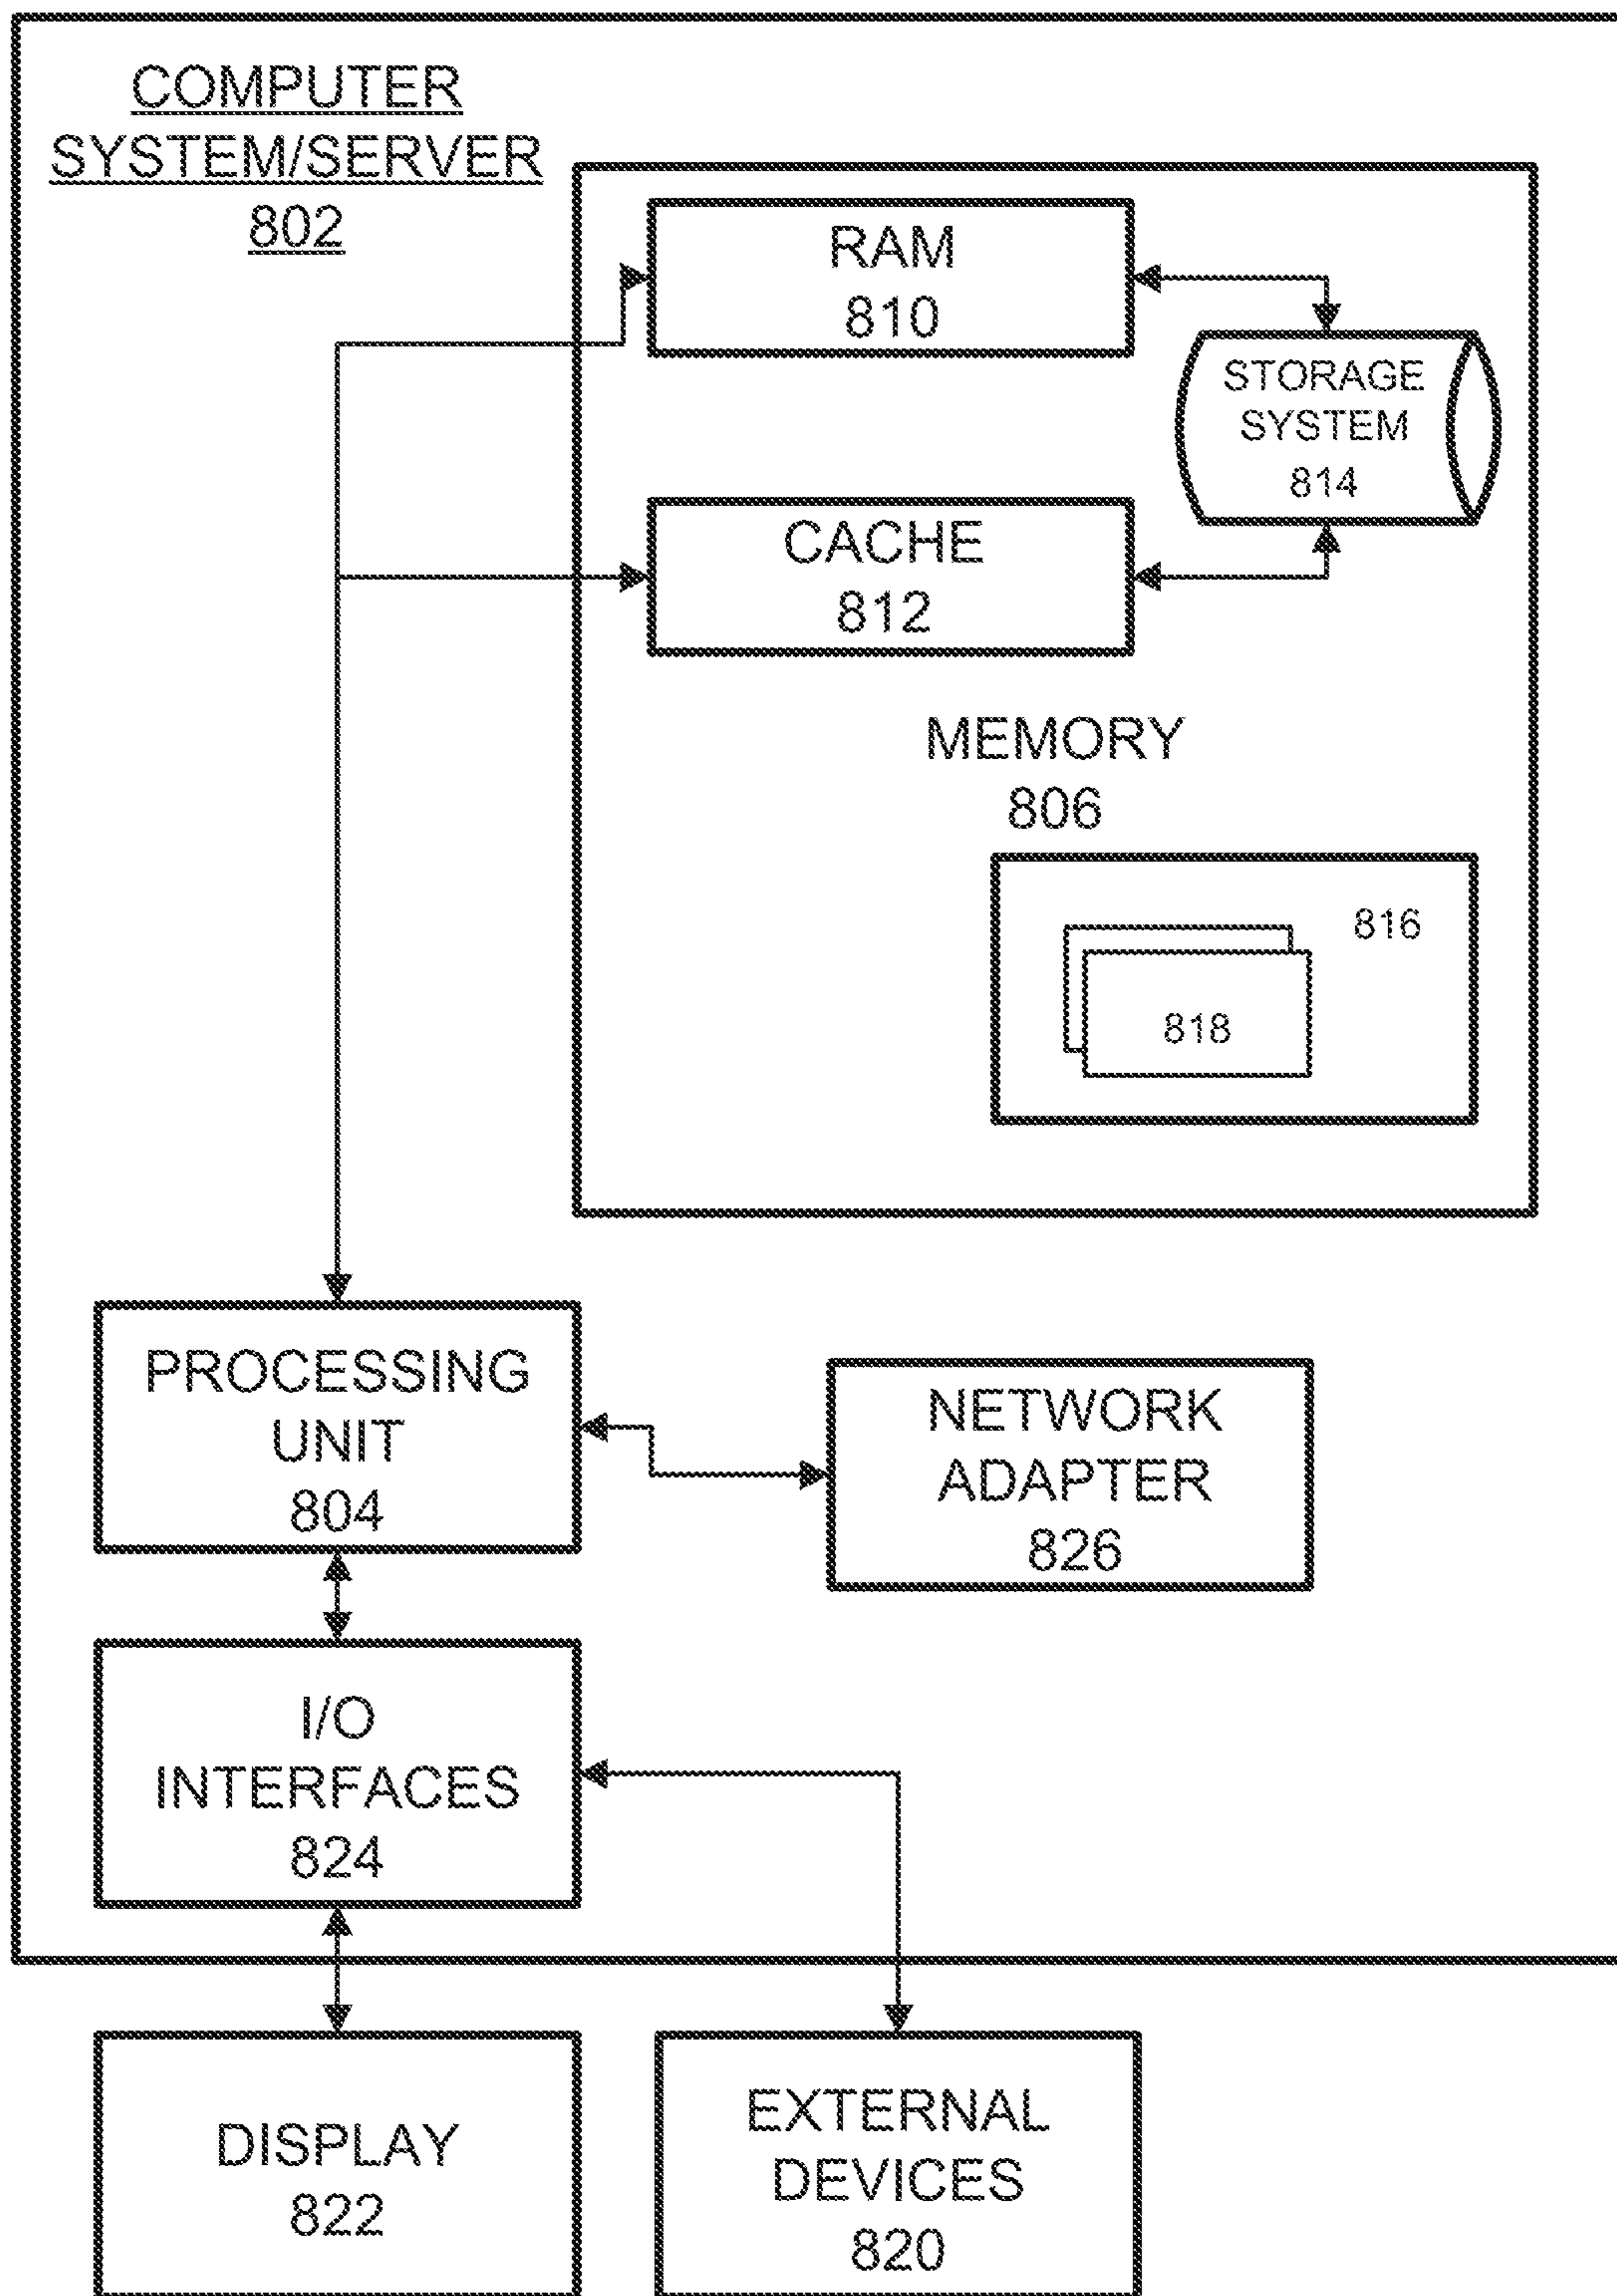 COMPUTER
SYSTEM/SERVER
802
RAM
810
STORAGE
SYSTEM
814
CACHE
812
MEMORY
806
816
818
PROCESSING
UNIT
804
NETWORK
ADAPTER
826
I/O
INTERFACES
824
DISPLAY
822
EXTERNAL
DEVICES
820